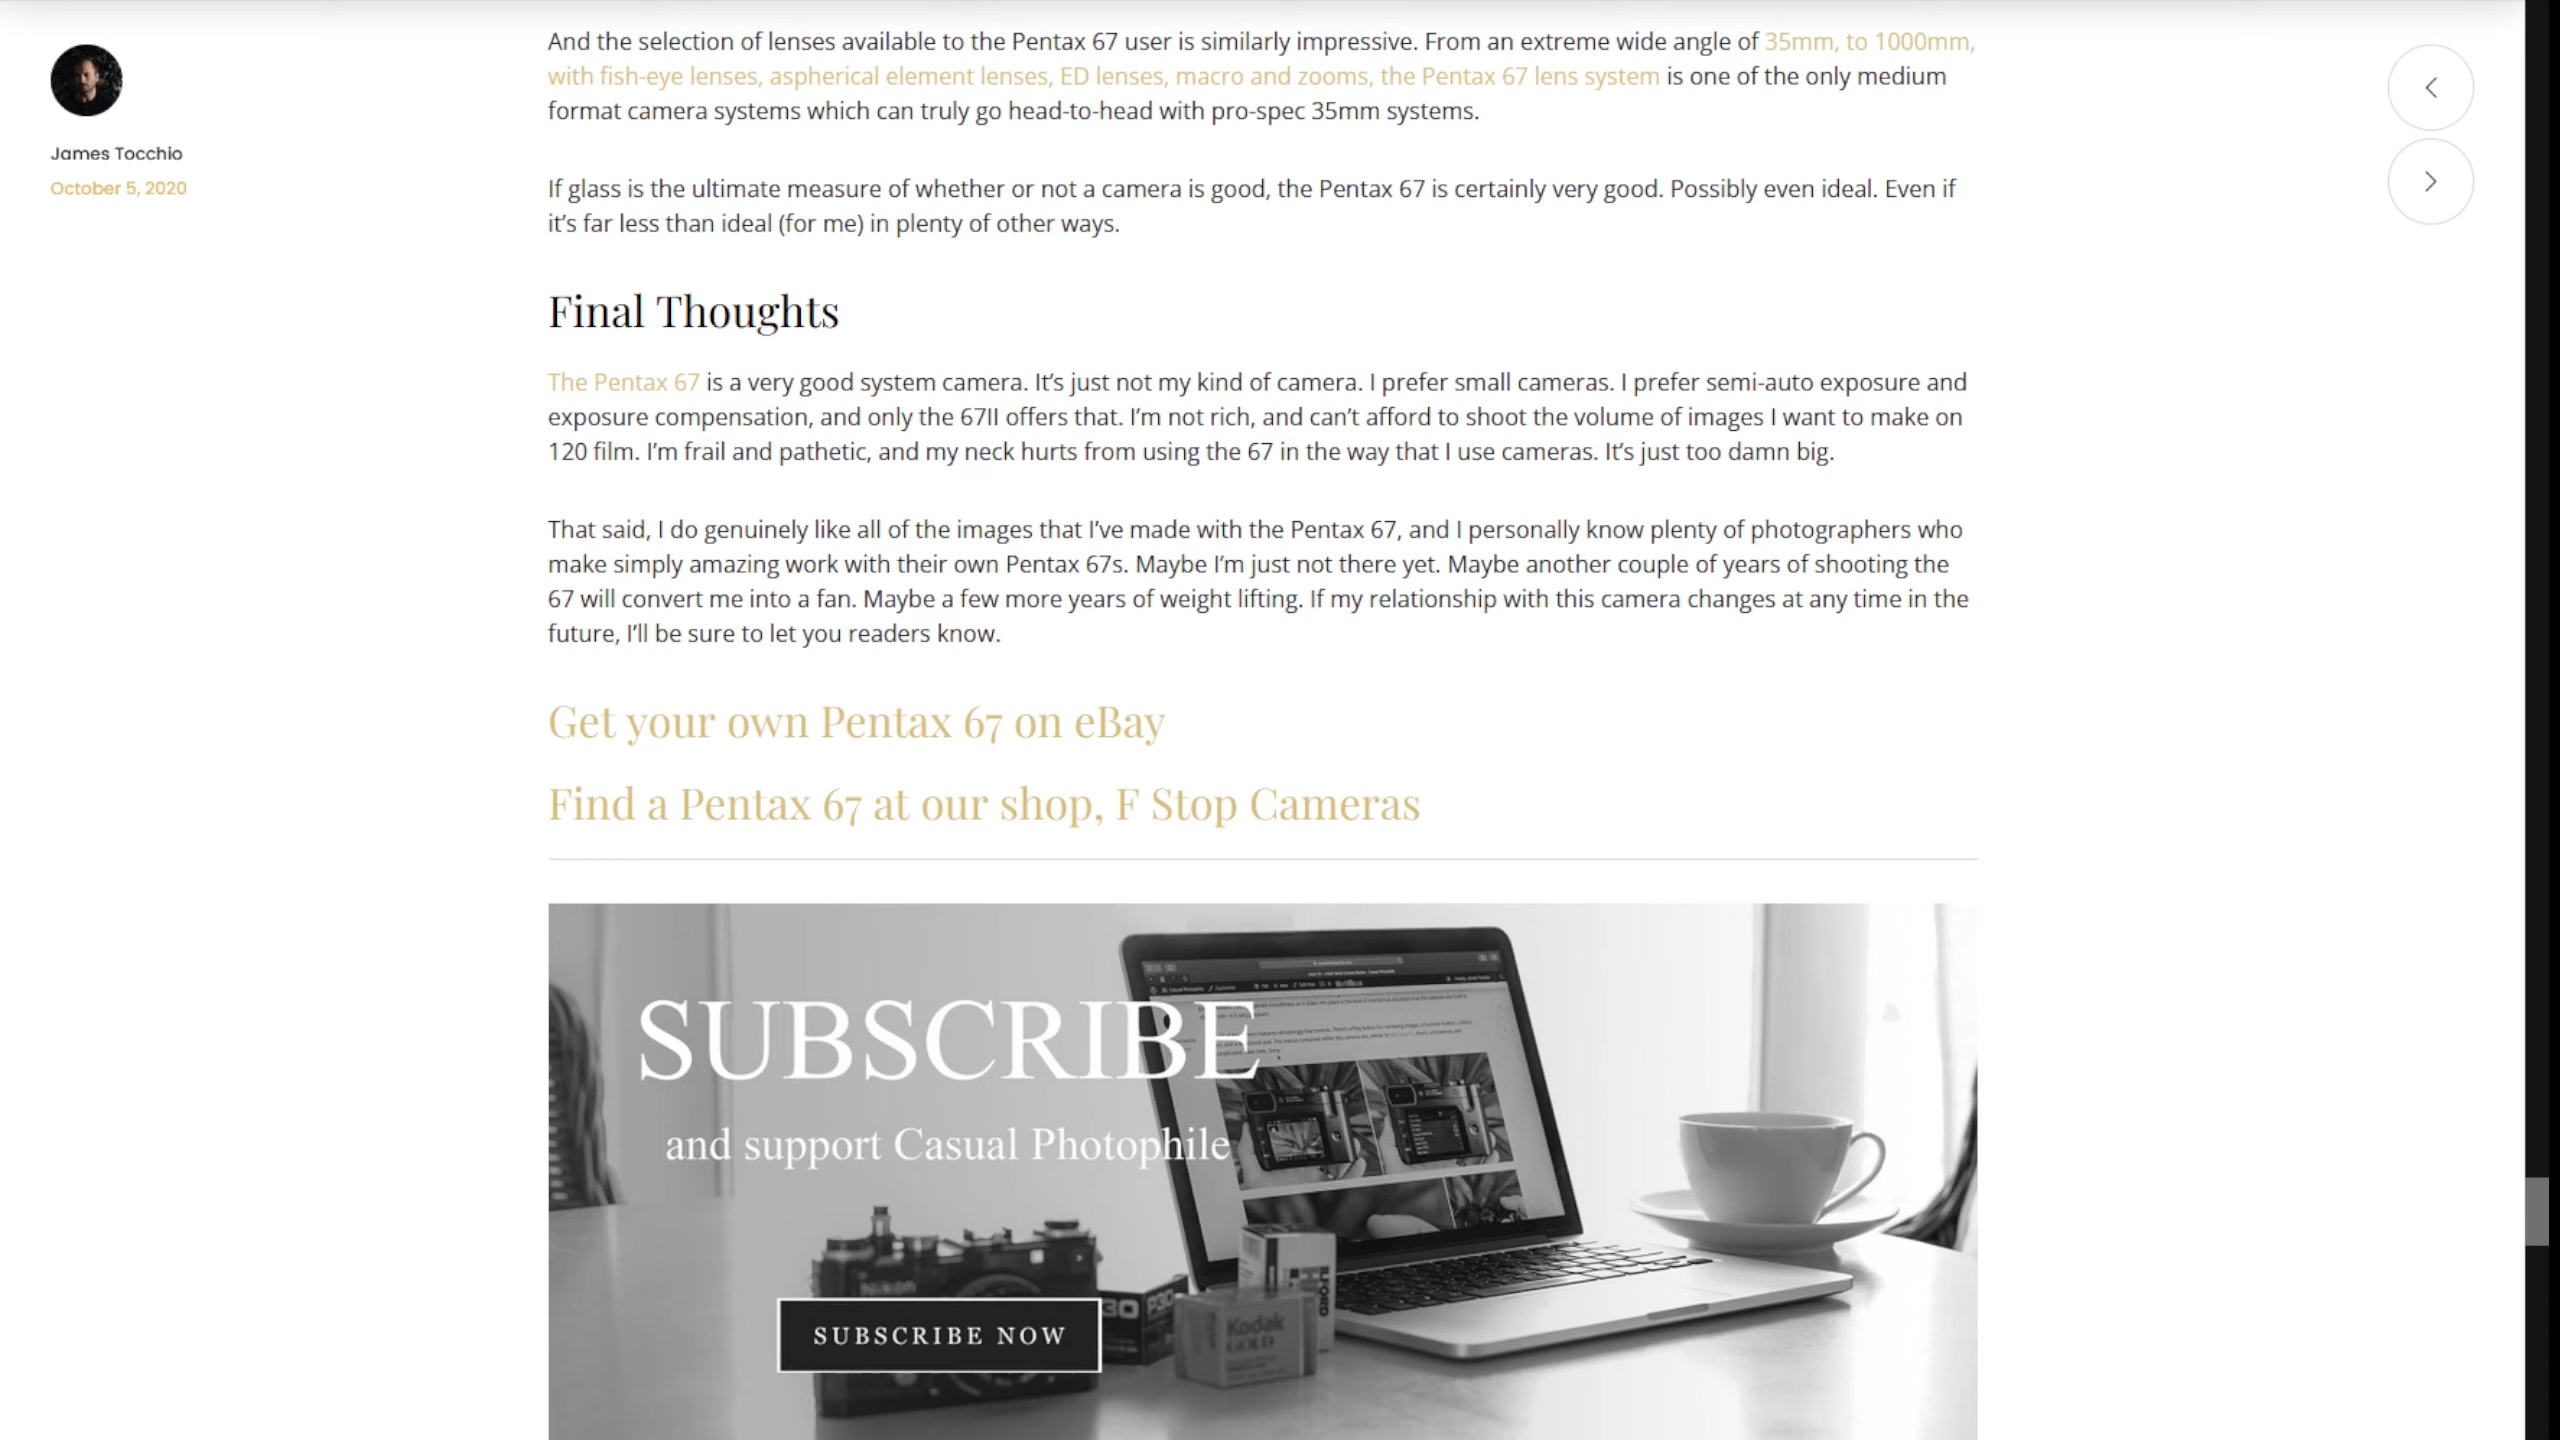 And the selection of lenses available to the Pentax 67 user is similarly impressive. From an extreme wide angle of 35mm, to 1000mm,
with fish-eye lenses, aspherical element lenses, ED lenses, macro and zooms, the Pentax 67 lens system is one of the only medium
format camera systems which can truly go head-to-head with pro-spec 35mm systems.
James Tocchio
October 5, 2020
If glass is the ultimate measure of whether or not a camera is good, the Pentax 67 is certainly very good. Possibly even ideal. Even if
it’s far less than ideal (for me) in plenty of other ways.
Final Thoughts
The Pentax 67 is a very good system camera. It’s just not my kind of camera. I prefer small cameras. I prefer semi-auto exposure and
exposure compensation, and only the 67II offers that. I’m not rich, and can’t afford to shoot the volume of images I want to make on
120 film. I’m frail and pathetic, and my neck hurts from using the 67 in the way that I use cameras. It’s just too damn big.
That said, I do genuinely like all of the images that I’ve made with the Pentax 67, and I personally know plenty of photographers who
make simply amazing work with their own Pentax 67s. Maybe I’m just not there yet. Maybe another couple of years of shooting the
67 will convert me into a fan. Maybe a few more years of weight lifting. If my relationship with this camera changes at any time in the
future, I’ll be sure to let you readers know.
Get your own Pentax 67 on eBay
Find a Pentax 67 at our shop, F Stop Cameras
SUBSCRIBE
and support Casual Photophile
Nikon
SUBSCRIBE NOW
P30
ILFORD
Kodak
GOLD